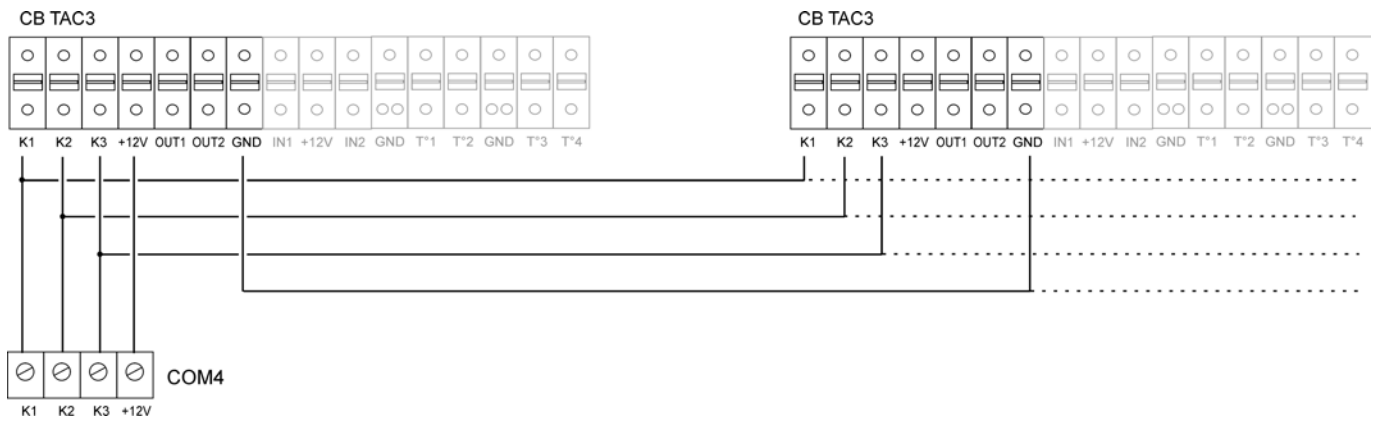 CB TAC3
CB TAC3
K1 K2 K3 +12V OUT1 OUT2 GND IN1 +12V IN2 GND T°1 T°2 GND T°3 T°4
K1 K2 K3 +12V OUT1 OUT2 GND IN1 +12V IN2 GND T°1 T°2 GND T°3 T°4
COM4
K1 K2 K3 +12V